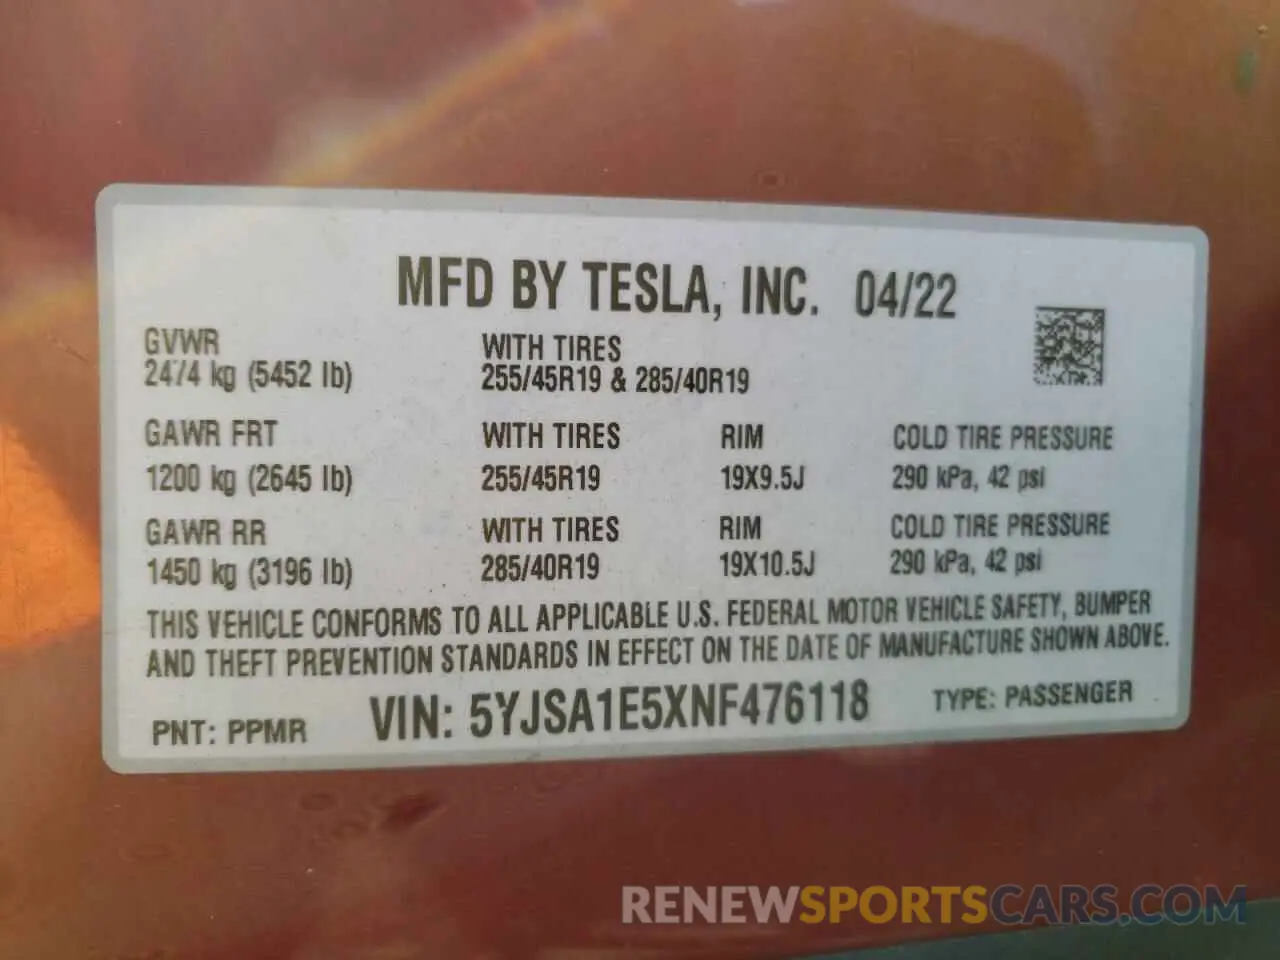 MFD BY TESLA, INC. 04/22
GVWR WITH TIRES
2474 kg (5452 lb) 255/45R19 & 285/40R19
GAWR FRT WITH TIRES RIM COLD TIRE PRESSURE
1200 kg (2645 lb) 255/45R19 19X9.5J 290 kPa, 42 psi
GAWR RR WITH TIRES RIM COLD TIRE PRESSURE
1450 kg (3196 lb) 285/40R19 19X10.5J 290 kPa, 42 psi
THIS VEHICLE CONFORMS TO ALL APPLICABLE U.S. FEDERAL MOTOR VEHICLE SAFETY, BUMPER
AND THEFT PREVENTION STANDARDS IN EFFECT ON THE DATE OF MANUFACTURE SHOWN ABOVE.
PNT: PPMR VIN: 5YJSA1E5XNF476118 TYPE: PASSENGER
RENEWSPORTSCARS.COM